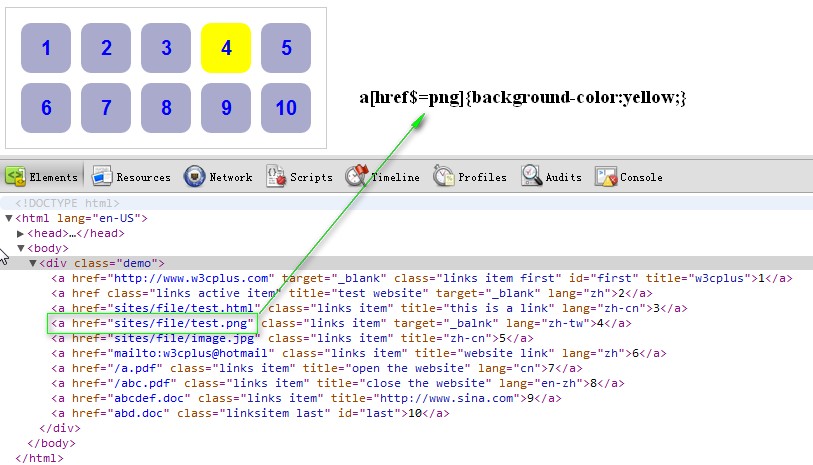 1 2 3 4 5
6 7 8 9 10
a[href$=png]{background-color:yellow;}
Elements Resources Network Scripts Timeline Profiles Audits Console
<!DOCTYPE html>
▼<html lang="en-US">
▶<head>…</head>
▼<body>
▼<div class="demo">
<a href="http://www.w3cplus.com" target="_blank" class="links item first" id="first" title="w3cplus">1</a>
<a href class="links active item" title="test website" target="_blank" lang="zh">2</a>
<a href="sites/file/test.html" class="links item" title="this is a link" lang="zh-cn">3</a>
<a href="sites/file/test.png" class="links item" target="_balnk" lang="zh-tw">4</a>
<a href="sites/file/image.jpg" class="links item" title="zh-cn">5</a>
<a href="mailto:w3cplus@hotmail" class="links item" title="website link" lang="zh">6</a>
<a href="/a.pdf" class="links item" title="open the website" lang="cn">7</a>
<a href="/abc.pdf" class="links item" title="close the website" lang="en-zh">8</a>
<a href="abcdef.doc" class="links item" title="http://www.sina.com">9</a>
<a href="abd.doc" class="linksitem last" id="last">10</a>
</div>
</body>
</html>